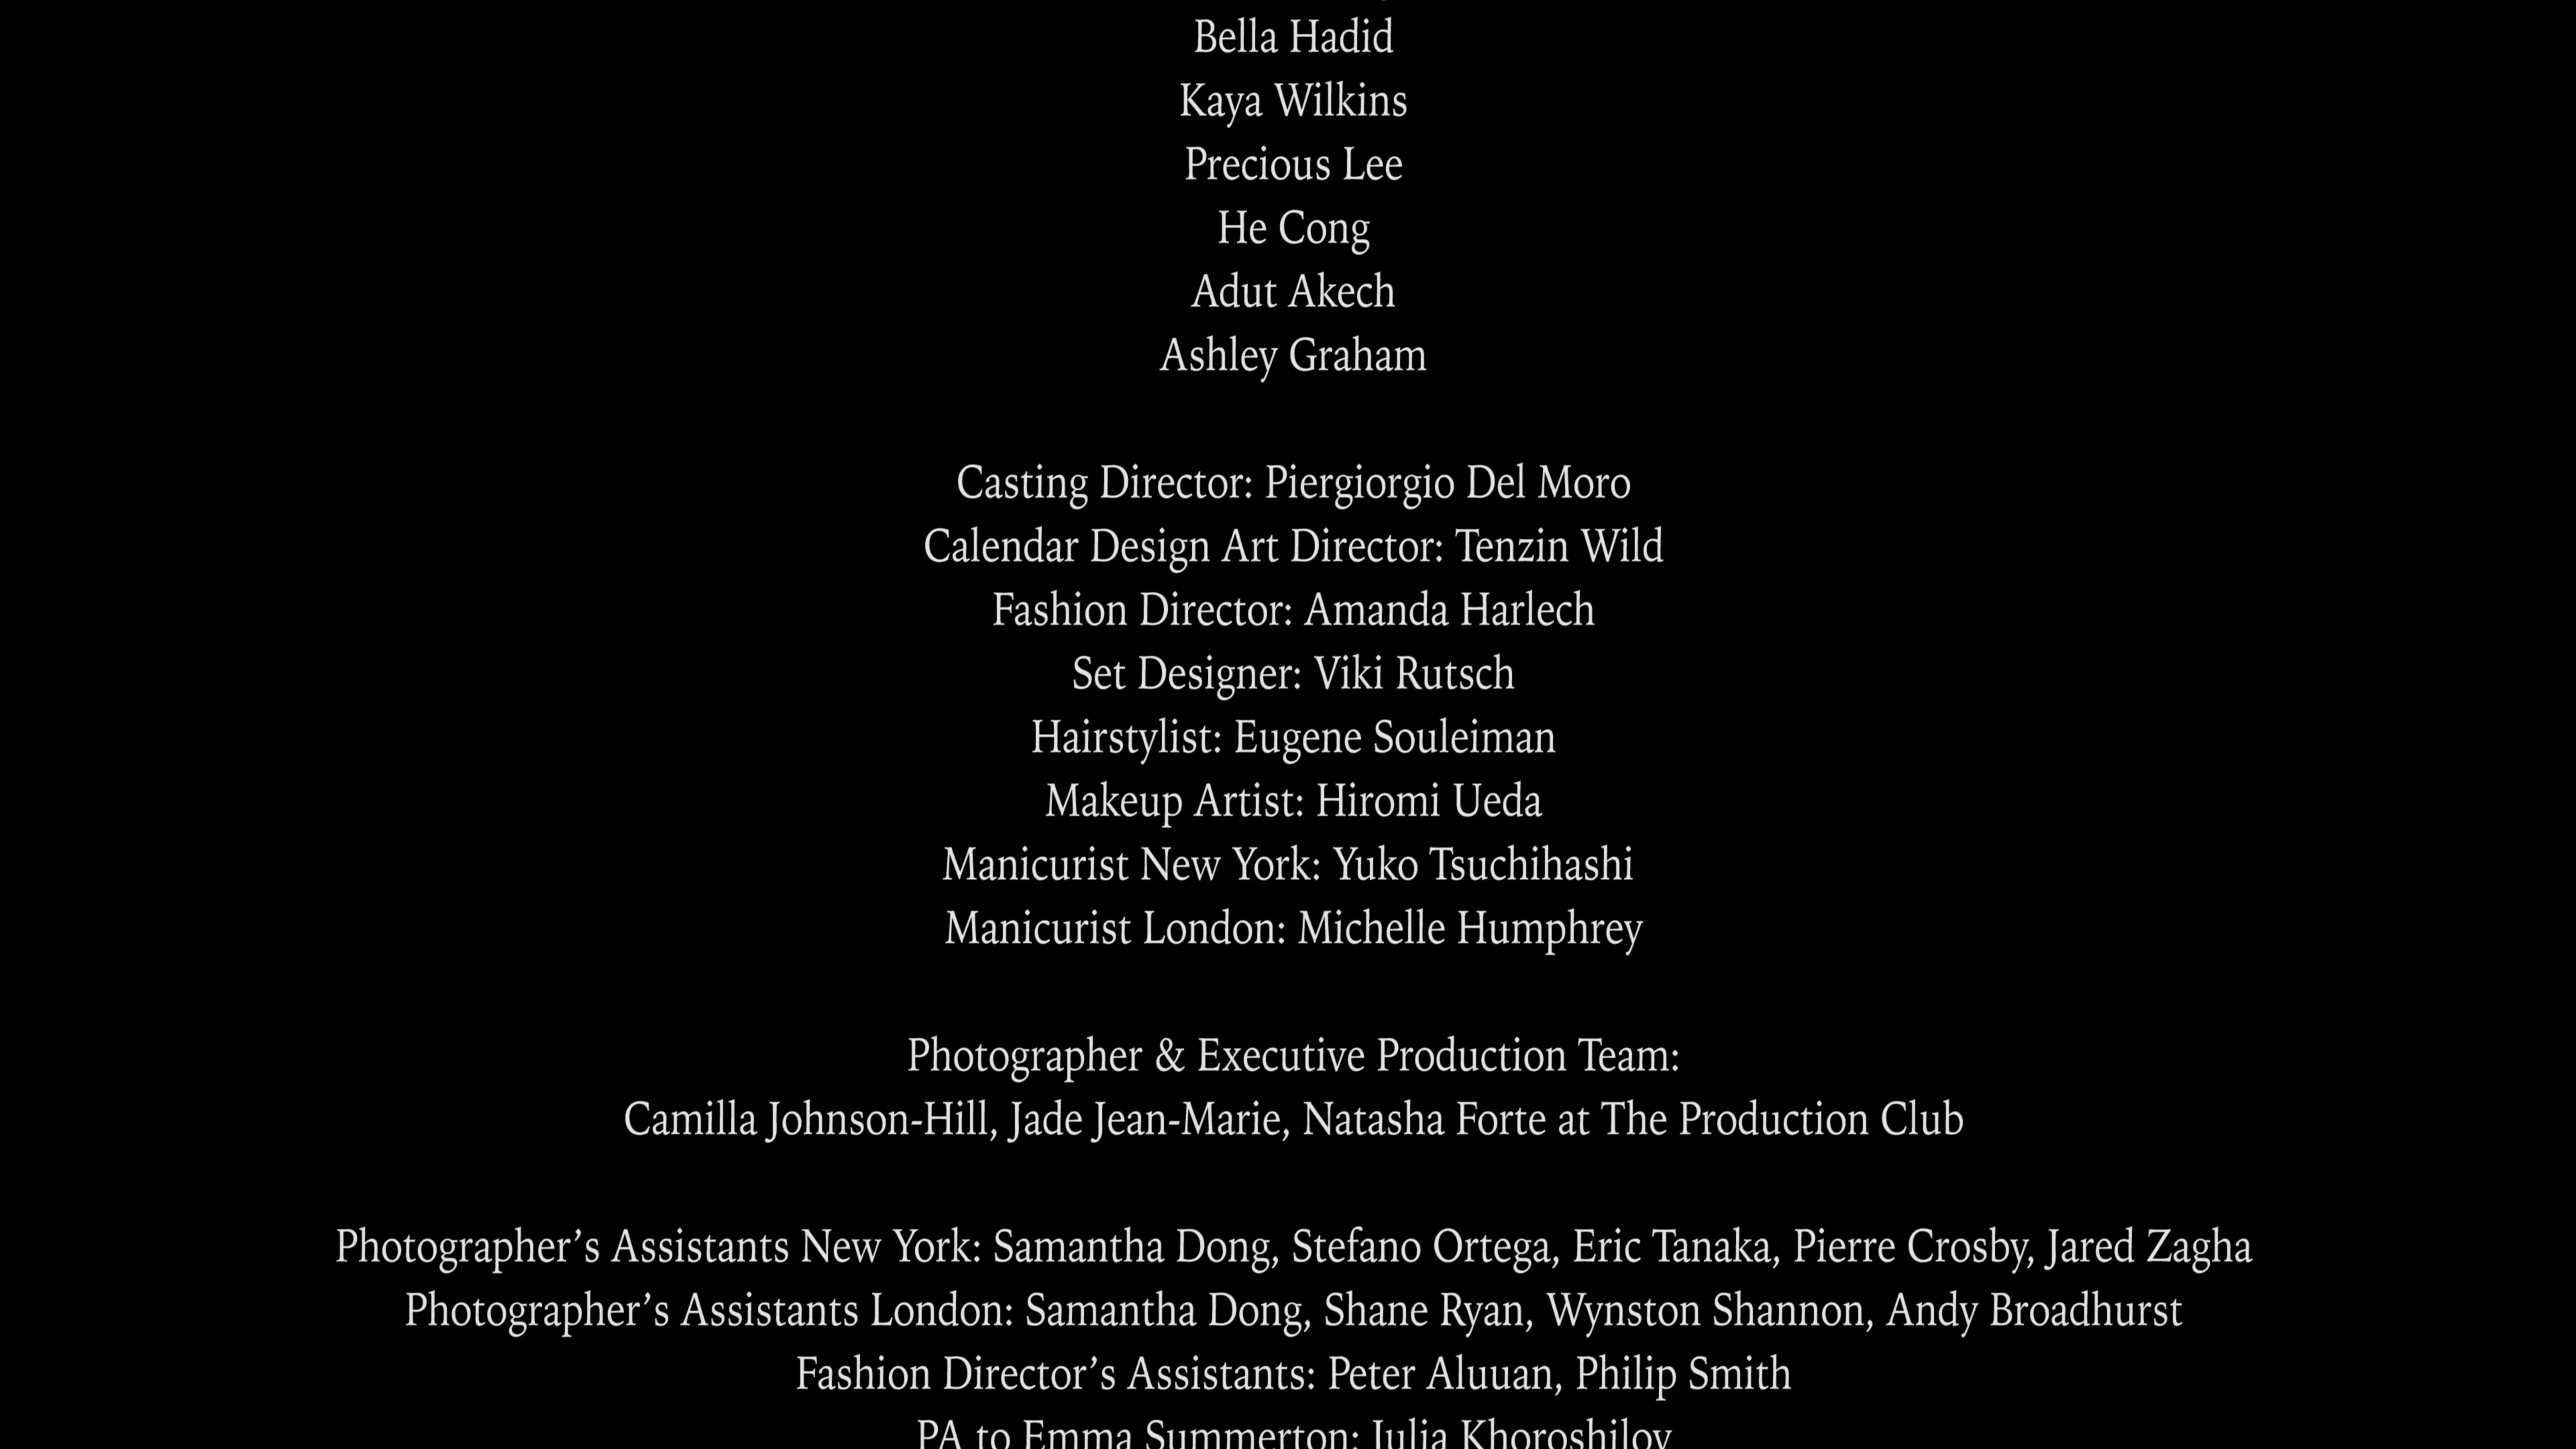 Bella Hadid
Kaya Wilkins
Precious Lee
He Cong
Adut Akech
Ashley Graham
Casting Director: Piergiorgio Del Moro
Calendar Design Art Director: Tenzin Wild
Fashion Director: Amanda Harlech
Set Designer: Viki Rutsch
Hairstylist: Eugene Souleiman
Makeup Artist: Hiromi Ueda
Manicurist New York: Yuko Tsuchihashi
Manicurist London: Michelle Humphrey
Photographer & Executive Production Team:
Camilla Johnson-Hill, Jade Jean-Marie, Natasha Forte at The Production Club
Photographer’s Assistants New York: Samantha Dong, Stefano Ortega, Eric Tanaka, Pierre Crosby, Jared Zagha
Photographer’s Assistants London: Samantha Dong, Shane Ryan, Wynston Shannon, Andy Broadhurst
Fashion Director’s Assistants: Peter Aluuan, Philip Smith
PA to Emma Summerton: Julia Khoroshilov